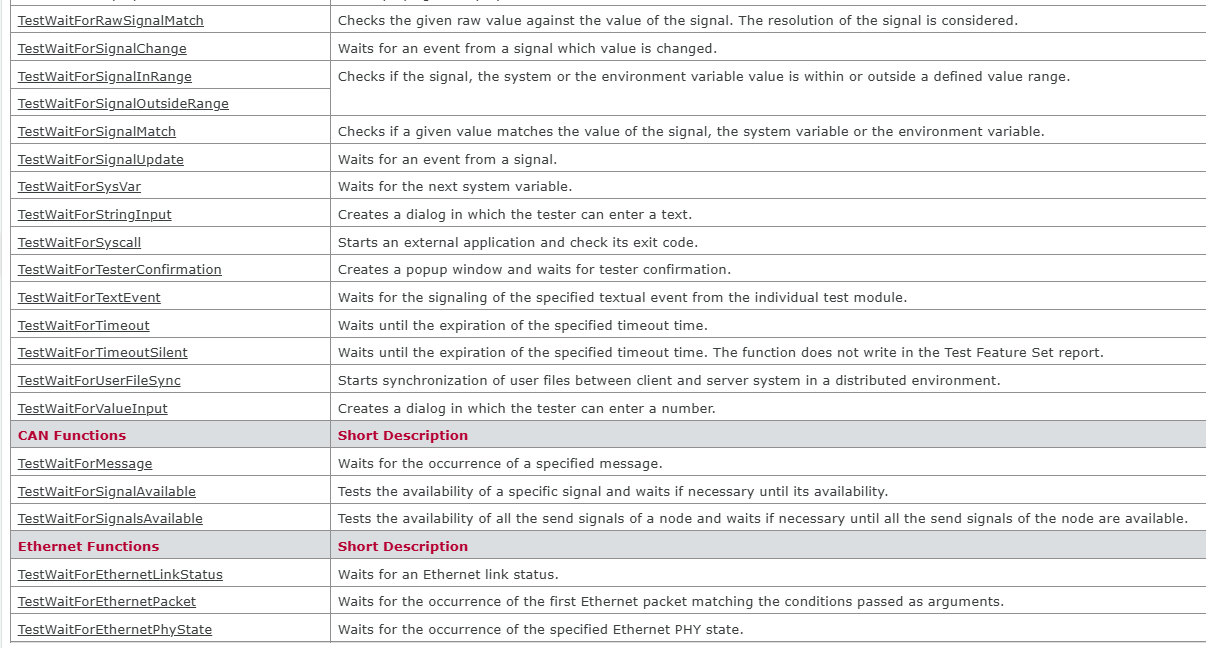 TestWaitForRawSignalMatch Checks the given raw value against the value of the signal. The resolution of the signal is considered.
TestWaitForSignalChange Waits for an event from a signal which value is changed.
TestWaitForSignalInRange Checks if the signal, the system or the environment variable value is within or outside a defined value range.
TestWaitForSignalOutsideRange
TestWaitForSignalMatch Checks if a given value matches the value of the signal, the system variable or the environment variable.
TestWaitForSignalUpdate Waits for an event from a signal.
TestWaitForSysVar Waits for the next system variable.
TestWaitForStringInput Creates a dialog in which the tester can enter a text.
TestWaitForSyscall Starts an external application and check its exit code.
TestWaitForTesterConfirmation Creates a popup window and waits for tester confirmation.
TestWaitForTextEvent Waits for the signaling of the specified textual event from the individual test module.
TestWaitForTimeout Waits until the expiration of the specified timeout time.
TestWaitForTimeoutSilent Waits until the expiration of the specified timeout time. The function does not write in the Test Feature Set report.
TestWaitForUserFileSync Starts synchronization of user files between client and server system in a distributed environment.
TestWaitForValueInput Creates a dialog in which the tester can enter a number.
CAN Functions Short Description
TestWaitForMessage Waits for the occurrence of a specified message.
TestWaitForSignalAvailable Tests the availability of a specific signal and waits if necessary until its availability.
TestWaitForSignalsAvailable Tests the availability of all the send signals of a node and waits if necessary until all the send signals of the node are available.
Ethernet Functions Short Description
TestWaitForEthernetLinkStatus Waits for an Ethernet link status.
TestWaitForEthernetPacket Waits for the occurrence of the first Ethernet packet matching the conditions passed as arguments.
TestWaitForEthernetPhyState Waits for the occurrence of the specified Ethernet PHY state.